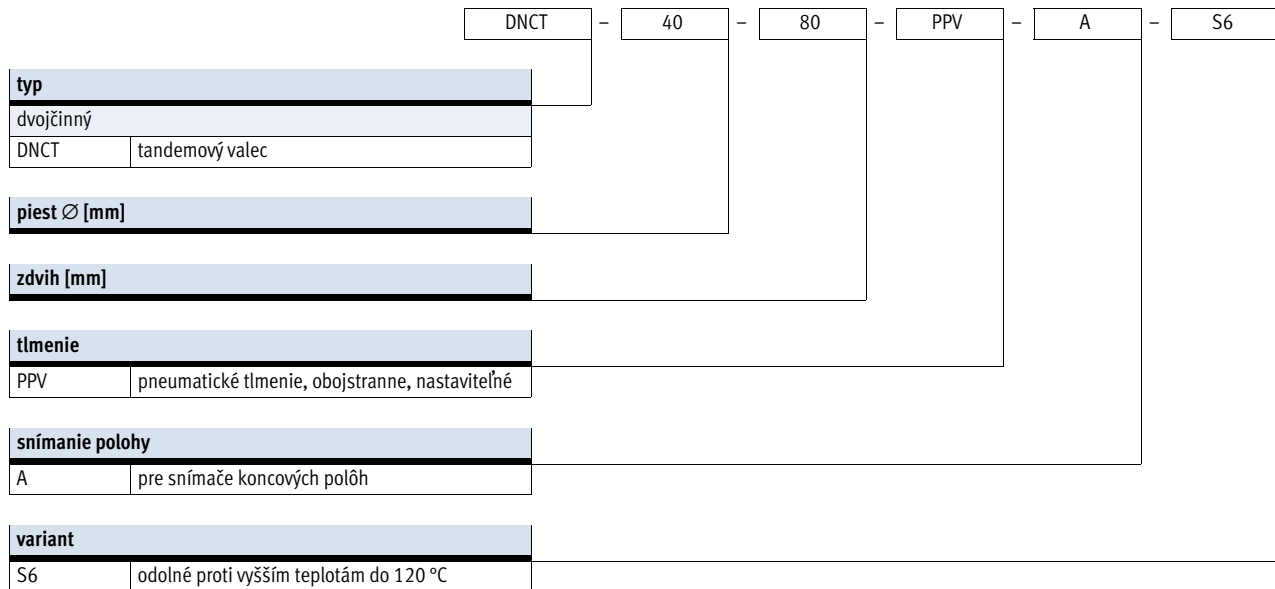 DNCT – 40 – 80 – PPV – A – S6
typ
dvojčinný
DNCT tandemový valec
piest ∅ [mm]
zdvih [mm]
tlmenie
PPV pneumatické tlmenie, obojstranne, nastaviteľné
snímanie polohy
A pre snímače koncových polôh
variant
S6 odolné proti vyšším teplotám do 120 °C